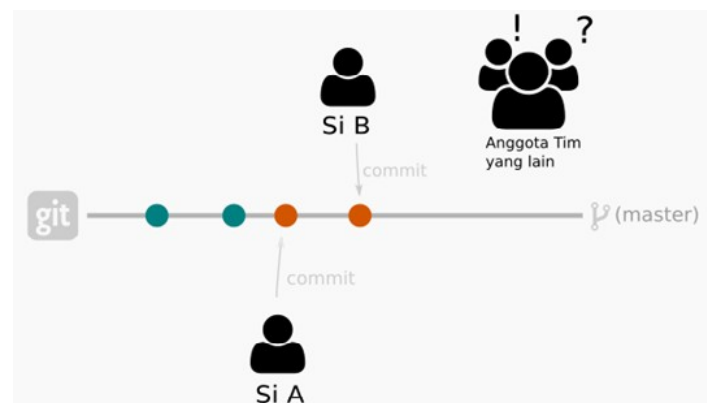 ! ?
Si B
Anggota Tim
yang lain
commit
git
(master)
commit
Si A